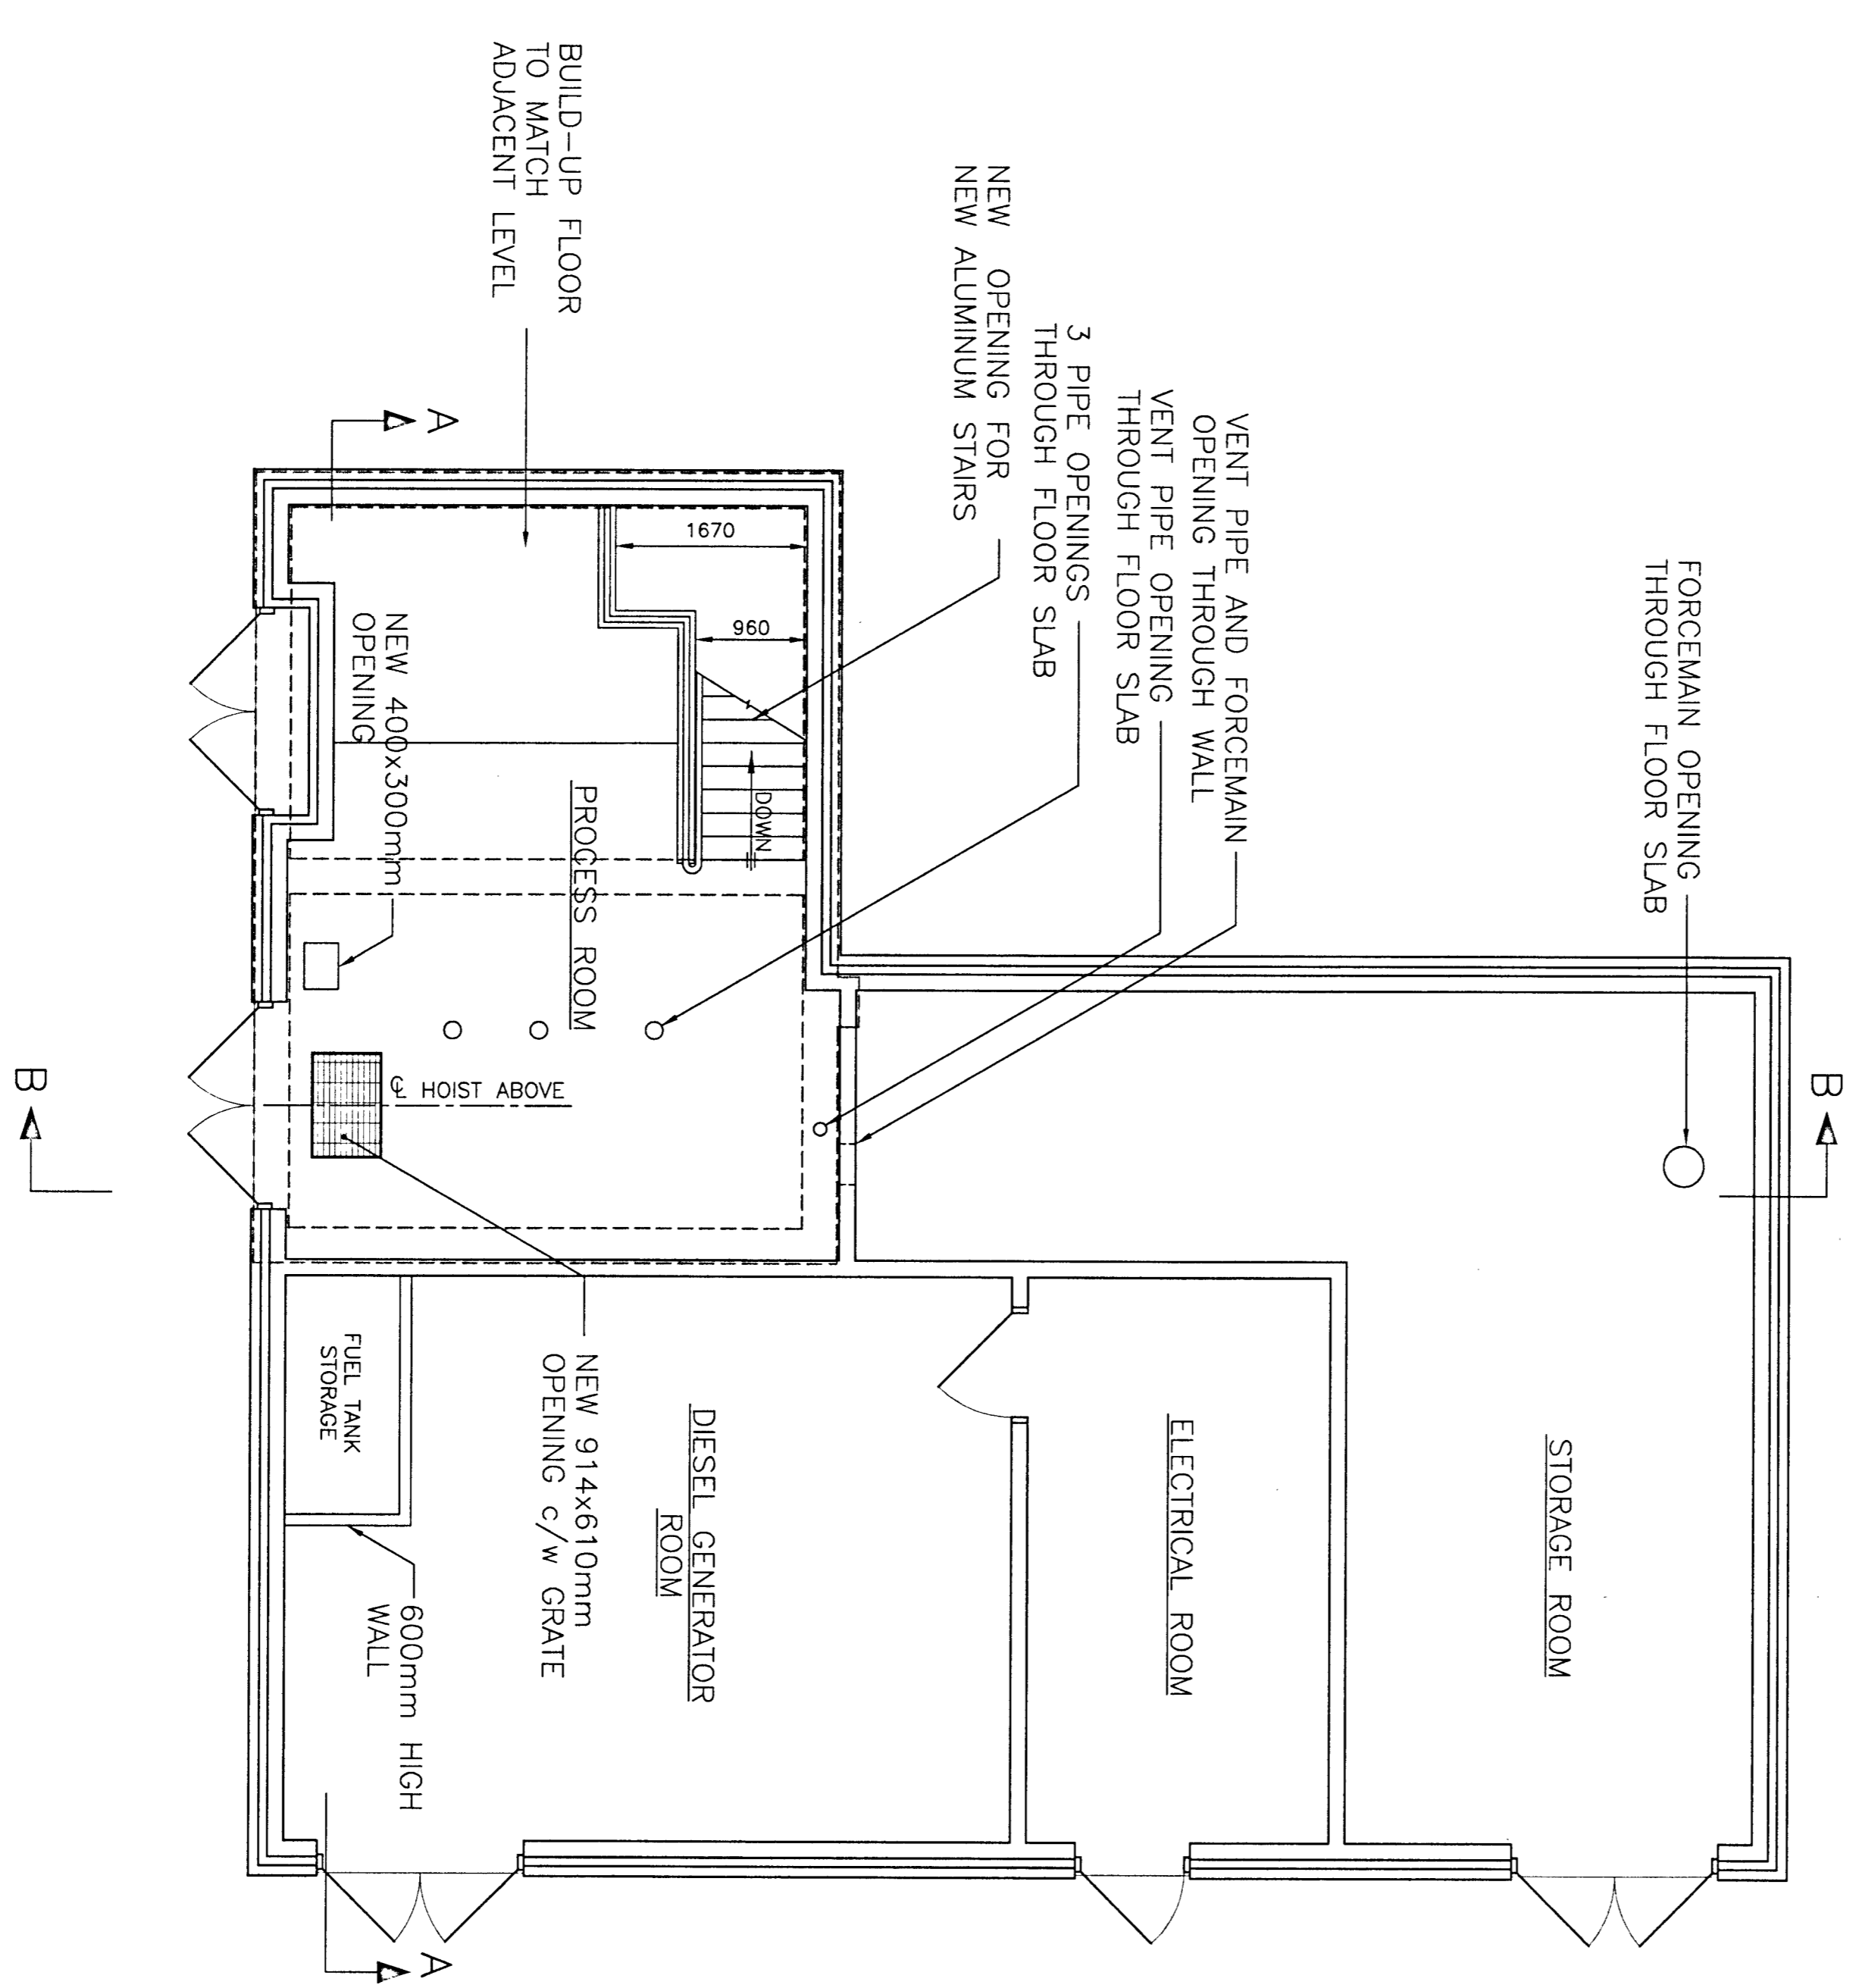 FORCEMAIN OPENING
THROUGH FLOOR SLAB
VENT PIPE AND FORCEMAIN
OPENING THROUGH WALL
VENT PIPE OPENING
THROUGH FLOOR SLAB
3 PIPE OPENINGS
THROUGH FLOOR SLAB
NEW OPENING FOR
NEW ALUMINUM STAIRS
BUILD-UP FLOOR
TO MATCH
ADJACENT LEVEL
B
B
A
A
1670
960
DOWN
NEW 400x300mm
OPENING
PROCESS ROOM
℄ HOIST ABOVE
STORAGE ROOM
ELECTRICAL ROOM
DIESEL GENERATOR
ROOM
NEW 914x610mm
OPENING c/w GRATE
FUEL TANK
STORAGE
600mm HIGH
WALL